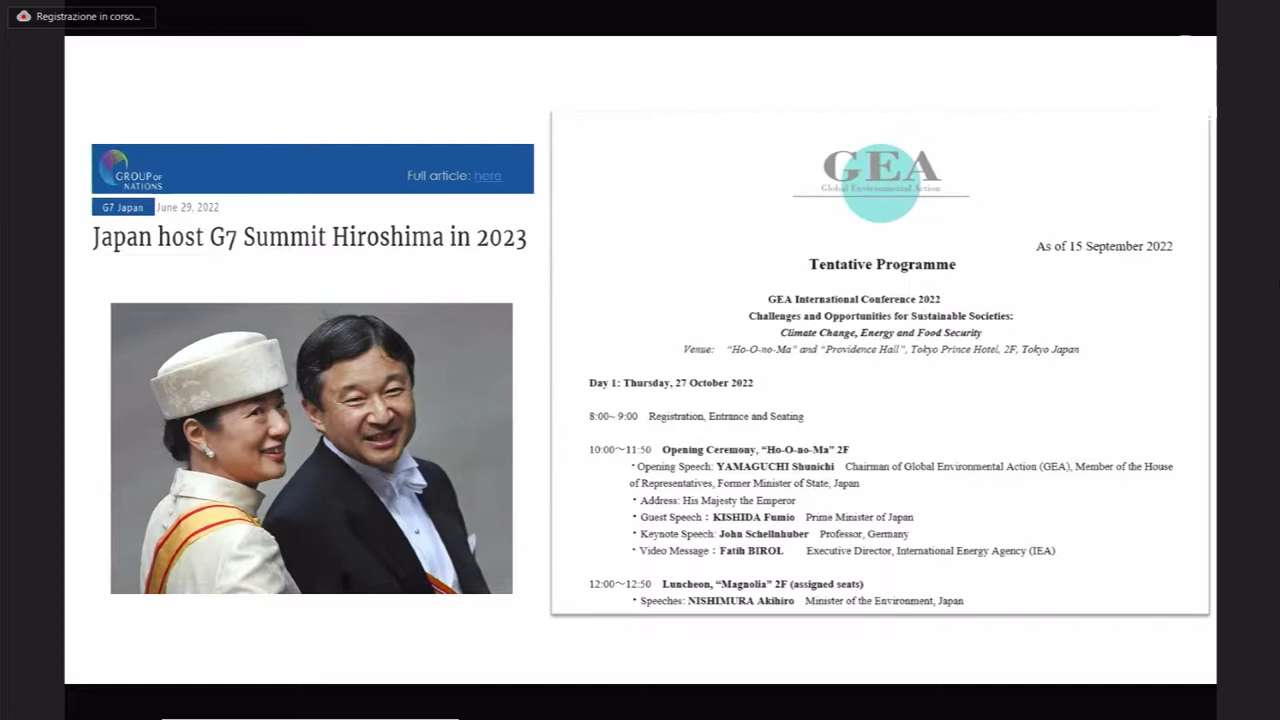 Registrazione in corso...
GROUP OF
NATIONS
Full article: here
G7 Japan June 29, 2022
Japan host G7 Summit Hiroshima in 2023
GEA
Global Environmental Action
As of 15 September 2022
Tentative Programme
GEA International Conference 2022
Challenges and Opportunities for Sustainable Societies:
Climate Change, Energy and Food Security
Venue: "Ho-O-no-Ma" and "Providence Hall", Tokyo Prince Hotel, 2F, Tokyo Japan
Day 1: Thursday, 27 October 2022
8:00~ 9:00 Registration, Entrance and Seating
10:00～11:50 Opening Ceremony, "Ho-O-no-Ma" 2F
・Opening Speech: YAMAGUCHI Shunichi Chairman of Global Environmental Action (GEA), Member of the House
of Representatives, Former Minister of State, Japan
・Address: His Majesty the Emperor
・Guest Speech：KISHIDA Fumio Prime Minister of Japan
・Keynote Speech: John Schellnhuber Professor, Germany
・Video Message：Fatih BIROL Executive Director, International Energy Agency (IEA)
12:00～12:50 Luncheon, "Magnolia" 2F (assigned seats)
・Speeches: NISHIMURA Akihiro Minister of the Environment, Japan